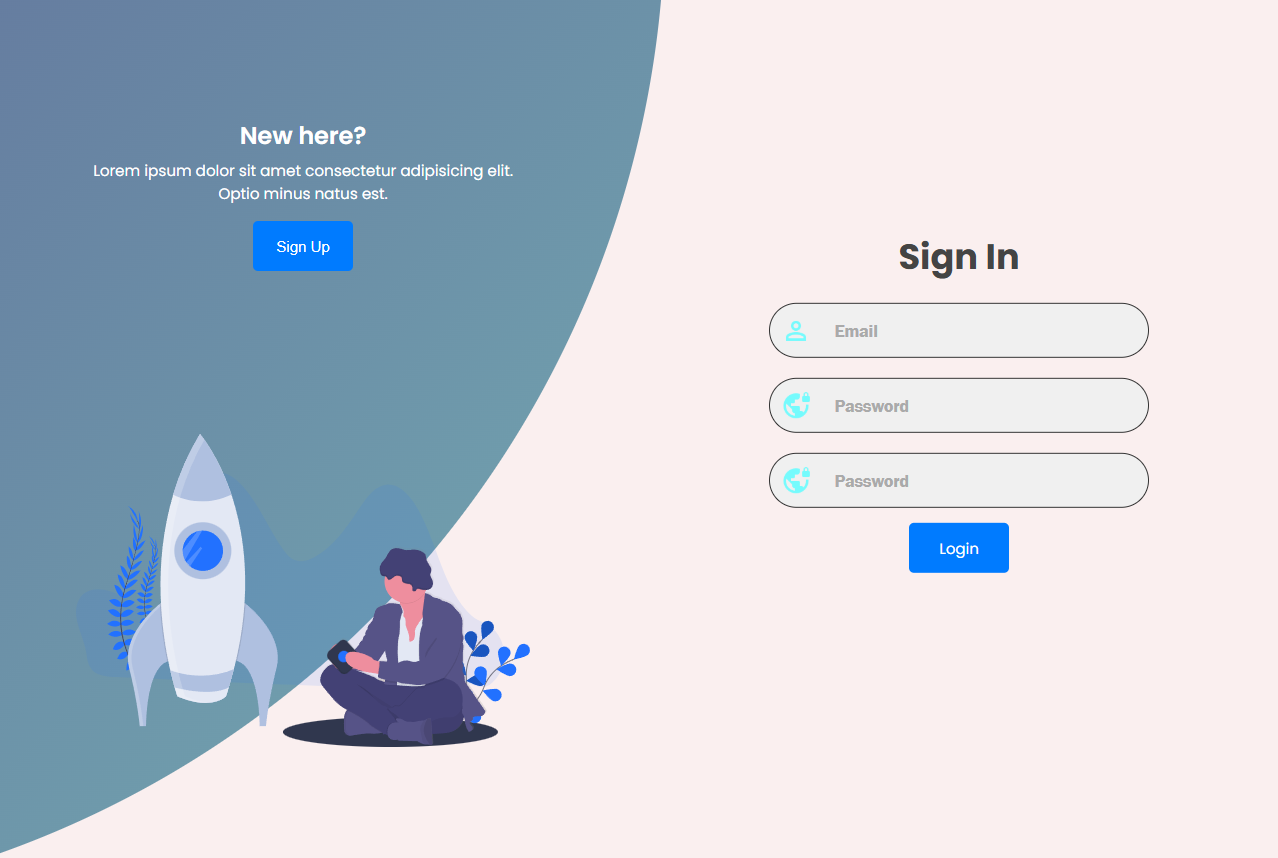 New here?
Lorem ipsum dolor sit amet consectetur adipisicing elit.
Optio minus natus est.
Sign Up
Sign In
Email
Password
Password
Login